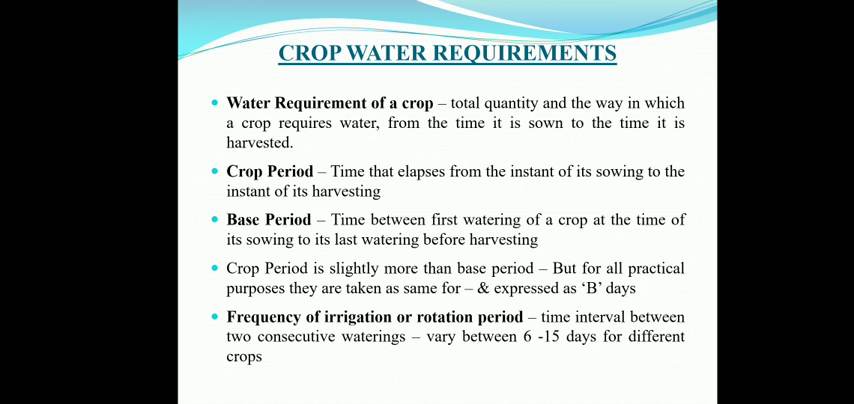 CROP WATER REQUIREMENTS
• Water Requirement of a crop – total quantity and the way in which
a crop requires water, from the time it is sown to the time it is
harvested.
• Crop Period – Time that elapses from the instant of its sowing to the
instant of its harvesting
• Base Period – Time between first watering of a crop at the time of
its sowing to its last watering before harvesting
• Crop Period is slightly more than base period – But for all practical
purposes they are taken as same for – & expressed as ‘B’ days
• Frequency of irrigation or rotation period – time interval between
two consecutive waterings – vary between 6 -15 days for different
crops